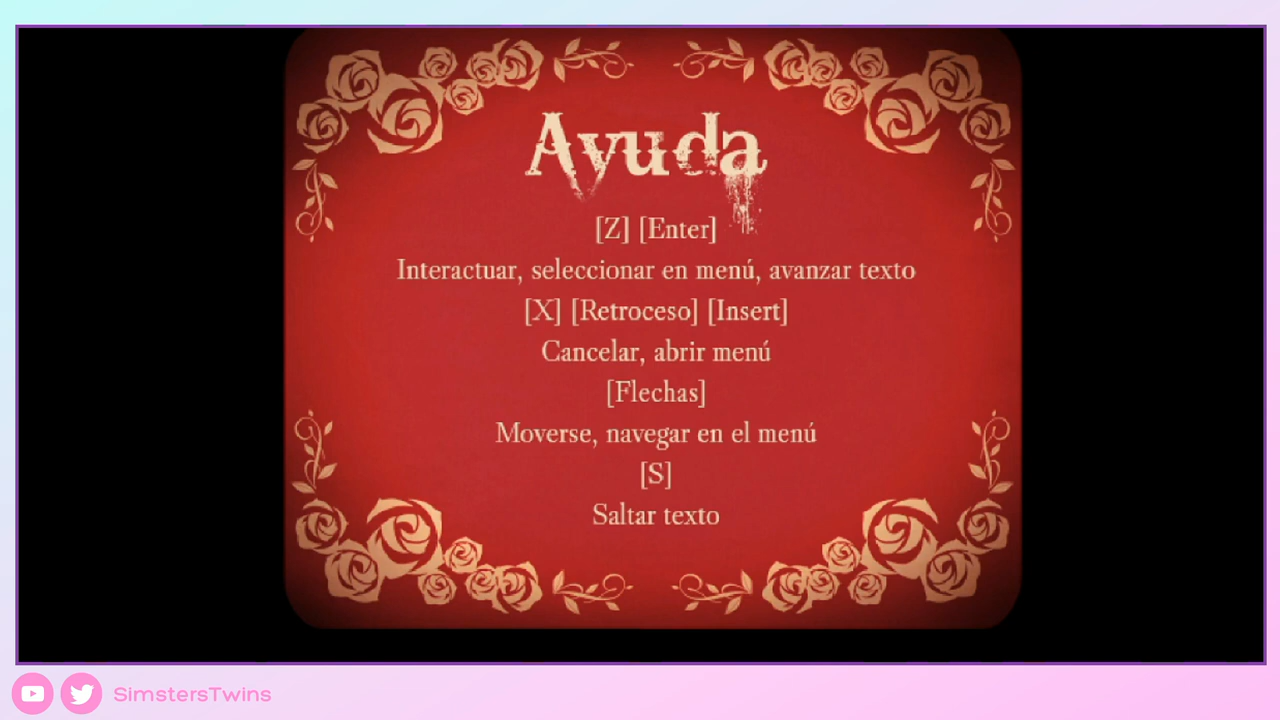 Ayuda
[Z] [Enter]
Interactuar, seleccionar en menú, avanzar texto
[X] [Retroceso] [Insert]
Cancelar, abrir menú
[Flechas]
Moverse, navegar en el menú
[S]
Saltar texto
SimstersTwins